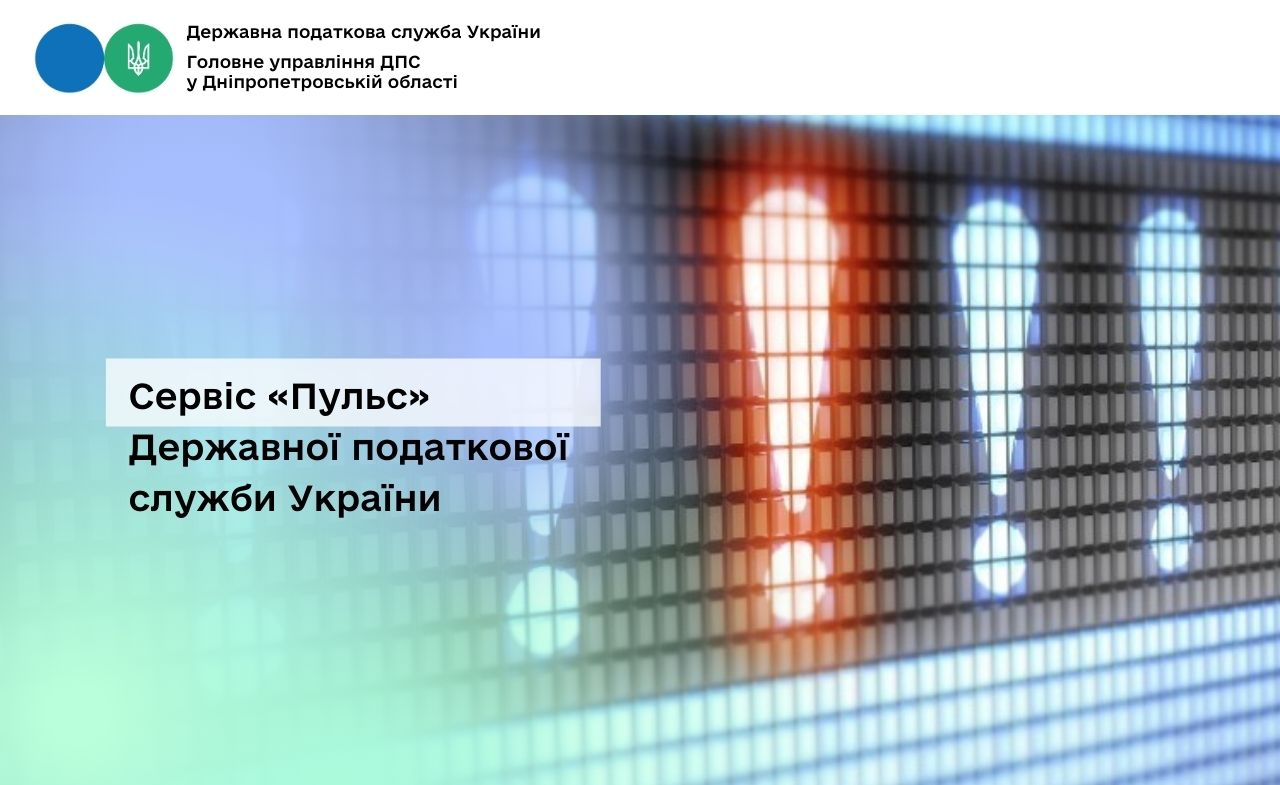 Державна податкова служба України
Головне управління ДПС
у Дніпропетровській області
Сервіс «Пульс»
Державної податкової
служби України